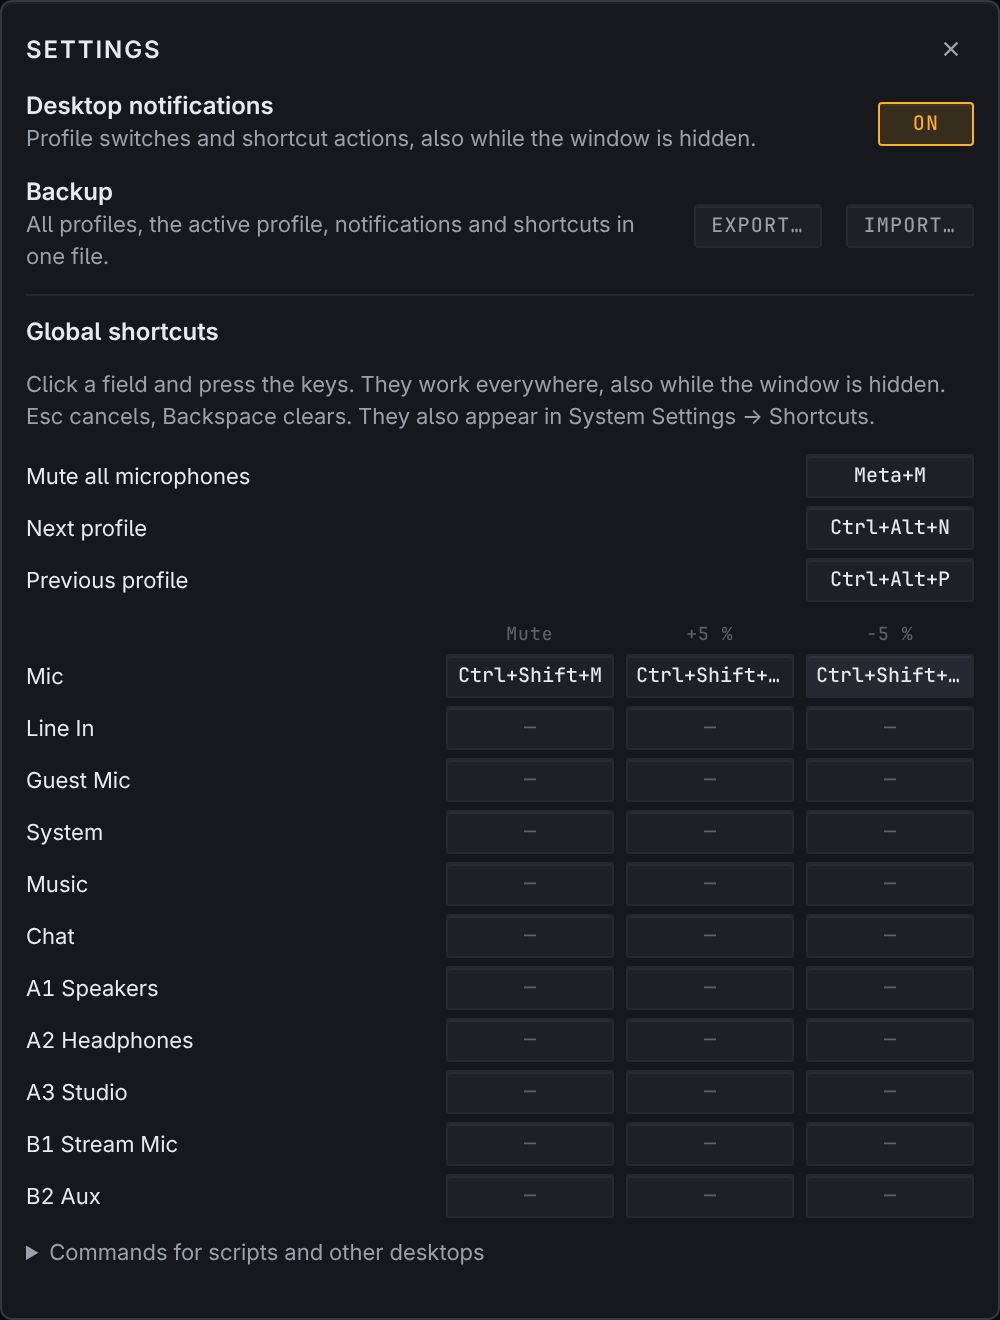 SETTINGS ×
Desktop notifications
Profile switches and shortcut actions, also while the window is hidden.
ON
Backup
All profiles, the active profile, notifications and shortcuts in
one file.
EXPORT… IMPORT…
Global shortcuts
Click a field and press the keys. They work everywhere, also while the window is hidden.
Esc cancels, Backspace clears. They also appear in System Settings → Shortcuts.
Mute all microphones Meta+M
Next profile Ctrl+Alt+N
Previous profile Ctrl+Alt+P
Mute +5 % -5 %
Mic Ctrl+Shift+M Ctrl+Shift+… Ctrl+Shift+…
Line In — — —
Guest Mic — — —
System — — —
Music — — —
Chat — — —
A1 Speakers — — —
A2 Headphones — — —
A3 Studio — — —
B1 Stream Mic — — —
B2 Aux — — —
▶ Commands for scripts and other desktops